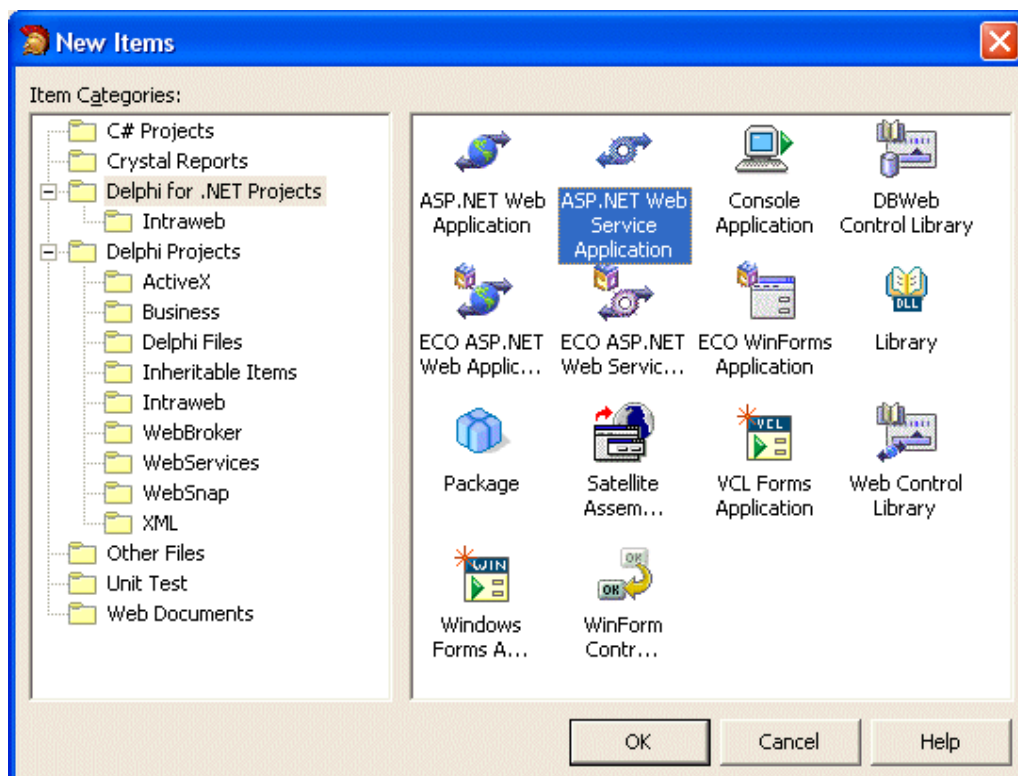 New Items
Item Categories:
C# Projects
Crystal Reports
Delphi for .NET Projects
Intraweb
Delphi Projects
ActiveX
Business
Delphi Files
Inheritable Items
Intraweb
WebBroker
WebServices
WebSnap
XML
Other Files
Unit Test
Web Documents
ASP.NET Web
Application
ASP.NET Web
Service
Application
Console
Application
DBWeb
Control Library
ECO ASP.NET
Web Applic...
ECO ASP.NET
Web Servic...
ECO WinForms
Application
DLL
Library
Package
Satellite
Assem...
VCL
VCL Forms
Application
Web Control
Library
WIN
Windows
Forms A...
OK
OK
WinForm
Contr...
OK
Cancel
Help